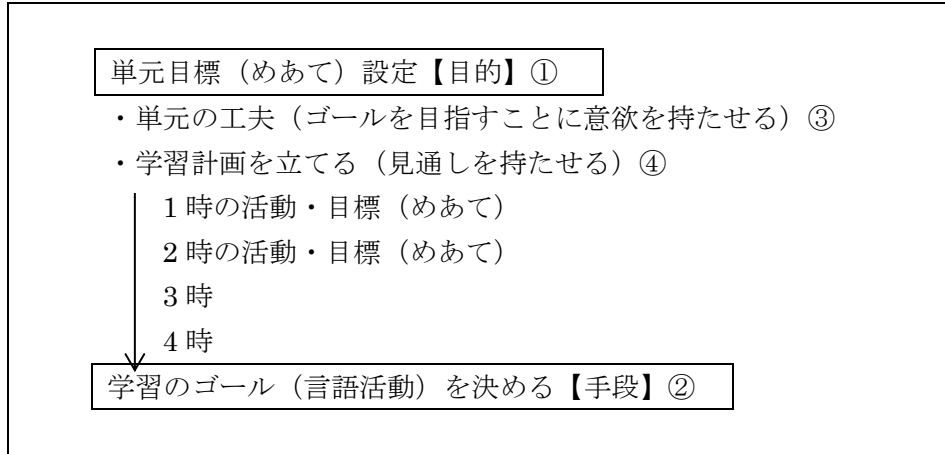 単元目標（めあて）設定【目的】①
・単元の工夫（ゴールを目指すことに意欲を持たせる）③
・学習計画を立てる（見通しを持たせる）④
1 時の活動・目標（めあて）
2 時の活動・目標（めあて）
3 時
4 時
学習のゴール（言語活動）を決める【手段】②